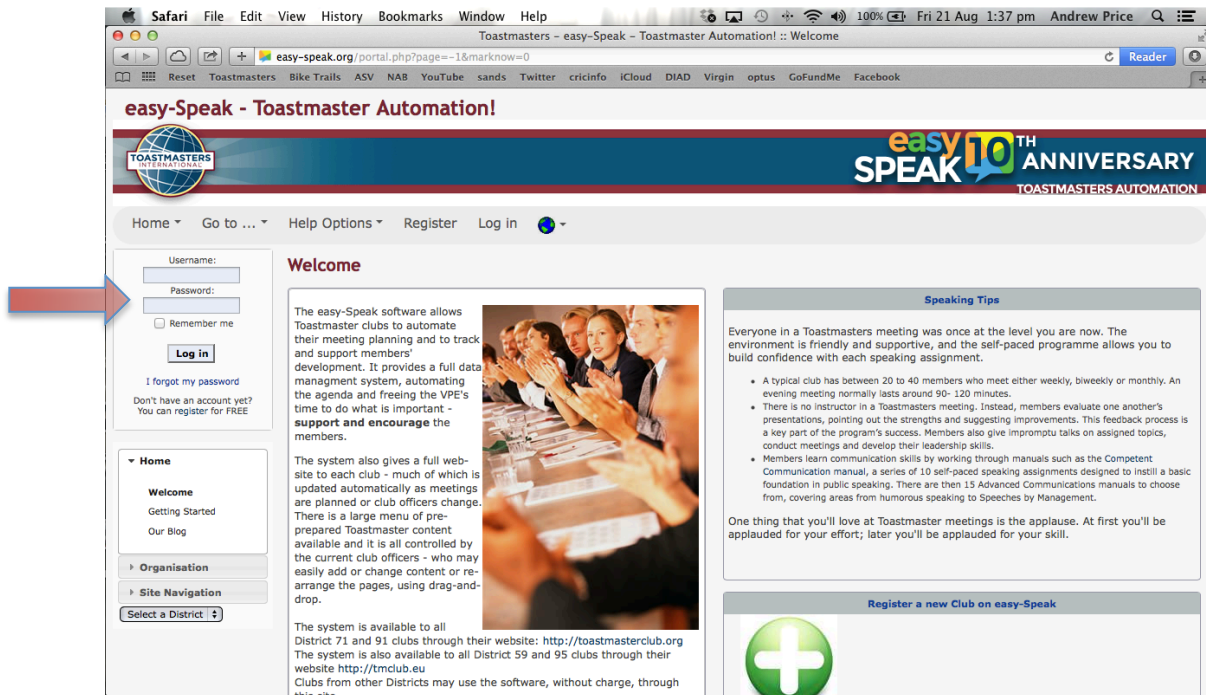 Safari File Edit View History Bookmarks Window Help 100% Fri 21 Aug 1:37 pm Andrew Price
Toastmasters - easy-Speak - Toastmaster Automation! :: Welcome
easy-speak.org/portal.php?page=-1&marknow=0 Reader
Reset Toastmasters Bike Trails ASV NAB YouTube sands Twitter cricinfo iCloud DIAD Virgin optus GoFundMe Facebook
easy-Speak - Toastmaster Automation!
TOASTMASTERS
INTERNATIONAL
easy
SPEAK
10 TH
ANNIVERSARY
TOASTMASTERS AUTOMATION
Home Go to ... Help Options Register Log in
Username:
Password:
Remember me
Log in
I forgot my password
Don't have an account yet?
You can register for FREE
Home
Welcome
Getting Started
Our Blog
Organisation
Site Navigation
Select a District
Welcome
The easy-Speak software allows
Toastmaster clubs to automate
their meeting planning and to track
and support members'
development. It provides a full data
managment system, automating
the agenda and freeing the VPE's
time to do what is important -
support and encourage the
members.
The system also gives a full web-
site to each club - much of which is
updated automatically as meetings
are planned or club officers change.
There is a large menu of pre-
prepared Toastmaster content
available and it is all controlled by
the current club officers - who may
easily add or change content or re-
arrange the pages, using drag-and-
drop.
The system is available to all
District 71 and 91 clubs through their website: http://toastmasterclub.org
The system is also available to all District 59 and 95 clubs through their
website http://tmclub.eu
Clubs from other Districts may use the software, without charge, through
this site
Speaking Tips
Everyone in a Toastmasters meeting was once at the level you are now. The
environment is friendly and supportive, and the self-paced programme allows you to
build confidence with each speaking assignment.
• A typical club has between 20 to 40 members who meet either weekly, biweekly or monthly. An
evening meeting normally lasts around 90- 120 minutes.
• There is no instructor in a Toastmasters meeting. Instead, members evaluate one another's
presentations, pointing out the strengths and suggesting improvements. This feedback process is
a key part of the program's success. Members also give impromptu talks on assigned topics,
conduct meetings and develop their leadership skills.
• Members learn communication skills by working through manuals such as the Competent
Communication manual, a series of 10 self-paced speaking assignments designed to instill a basic
foundation in public speaking. There are then 15 Advanced Communications manuals to choose
from, covering areas from humorous speaking to Speeches by Management.
One thing that you'll love at Toastmaster meetings is the applause. At first you'll be
applauded for your effort; later you'll be applauded for your skill.
Register a new Club on easy-Speak